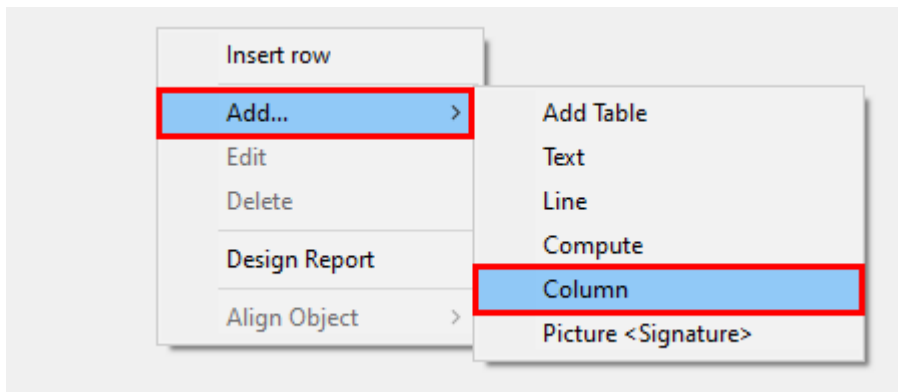 Insert row
Add... >
Edit
Delete
Design Report
Align Object >
Add Table
Text
Line
Compute
Column
Picture <Signature>